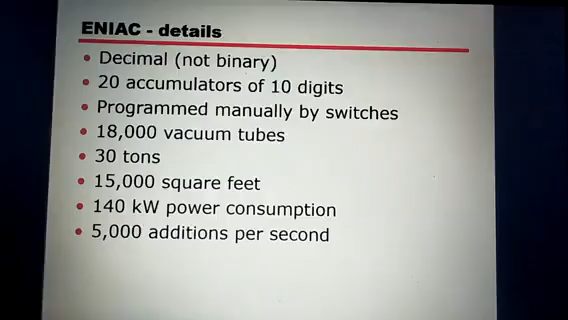 ENIAC - details
• Decimal (not binary)
• 20 accumulators of 10 digits
• Programmed manually by switches
• 18,000 vacuum tubes
• 30 tons
• 15,000 square feet
• 140 kW power consumption
• 5,000 additions per second